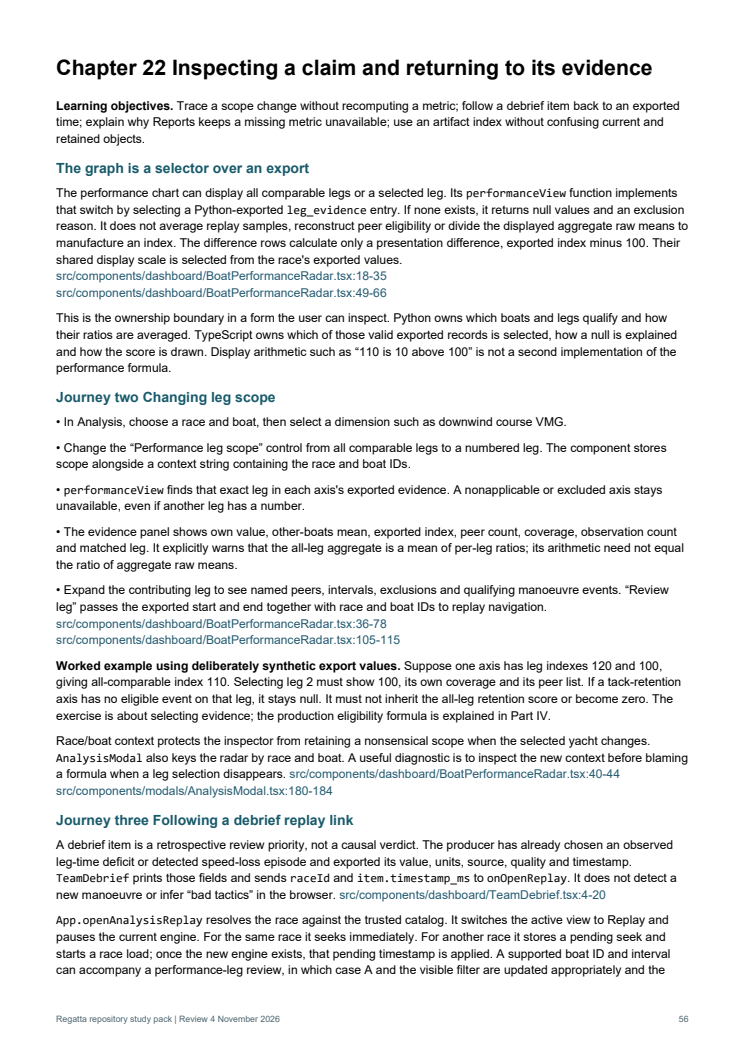 Chapter 22 Inspecting a claim and returning to its evidence
Learning objectives. Trace a scope change without recomputing a metric; follow a debrief item back to an exported
time; explain why Reports keeps a missing metric unavailable; use an artifact index without confusing current and
retained objects.
The graph is a selector over an export
The performance chart can display all comparable legs or a selected leg. Its performanceView function implements
that switch by selecting a Python-exported leg_evidence entry. If none exists, it returns null values and an exclusion
reason. It does not average replay samples, reconstruct peer eligibility or divide the displayed aggregate raw means to
manufacture an index. The difference rows calculate only a presentation difference, exported index minus 100. Their
shared display scale is selected from the race's exported values.
src/components/dashboard/BoatPerformanceRadar.tsx:18-35
src/components/dashboard/BoatPerformanceRadar.tsx:49-66
This is the ownership boundary in a form the user can inspect. Python owns which boats and legs qualify and how
their ratios are averaged. TypeScript owns which of those valid exported records is selected, how a null is explained
and how the score is drawn. Display arithmetic such as “110 is 10 above 100” is not a second implementation of the
performance formula.
Journey two Changing leg scope
• In Analysis, choose a race and boat, then select a dimension such as downwind course VMG.
• Change the “Performance leg scope” control from all comparable legs to a numbered leg. The component stores
scope alongside a context string containing the race and boat IDs.
• performanceView finds that exact leg in each axis's exported evidence. A nonapplicable or excluded axis stays
unavailable, even if another leg has a number.
• The evidence panel shows own value, other-boats mean, exported index, peer count, coverage, observation count
and matched leg. It explicitly warns that the all-leg aggregate is a mean of per-leg ratios; its arithmetic need not equal
the ratio of aggregate raw means.
• Expand the contributing leg to see named peers, intervals, exclusions and qualifying manoeuvre events. “Review
leg” passes the exported start and end together with race and boat IDs to replay navigation.
src/components/dashboard/BoatPerformanceRadar.tsx:36-78
src/components/dashboard/BoatPerformanceRadar.tsx:105-115
Worked example using deliberately synthetic export values. Suppose one axis has leg indexes 120 and 100,
giving all-comparable index 110. Selecting leg 2 must show 100, its own coverage and its peer list. If a tack-retention
axis has no eligible event on that leg, it stays null. It must not inherit the all-leg retention score or become zero. The
exercise is about selecting evidence; the production eligibility formula is explained in Part IV.
Race/boat context protects the inspector from retaining a nonsensical scope when the selected yacht changes.
AnalysisModal also keys the radar by race and boat. A useful diagnostic is to inspect the new context before blaming
a formula when a leg selection disappears. src/components/dashboard/BoatPerformanceRadar.tsx:40-44
src/components/modals/AnalysisModal.tsx:180-184
Journey three Following a debrief replay link
A debrief item is a retrospective review priority, not a causal verdict. The producer has already chosen an observed
leg-time deficit or detected speed-loss episode and exported its value, units, source, quality and timestamp.
TeamDebrief prints those fields and sends raceId and item.timestamp_ms to onOpenReplay. It does not detect a
new manoeuvre or infer “bad tactics” in the browser. src/components/dashboard/TeamDebrief.tsx:4-20
App.openAnalysisReplay resolves the race against the trusted catalog. It switches the active view to Replay and
pauses the current engine. For the same race it seeks immediately. For another race it stores a pending seek and
starts a race load; once the new engine exists, that pending timestamp is applied. A supported boat ID and interval
can accompany a performance-leg review, in which case A and the visible filter are updated appropriately and the
Regatta repository study pack | Review 4 November 2026
56